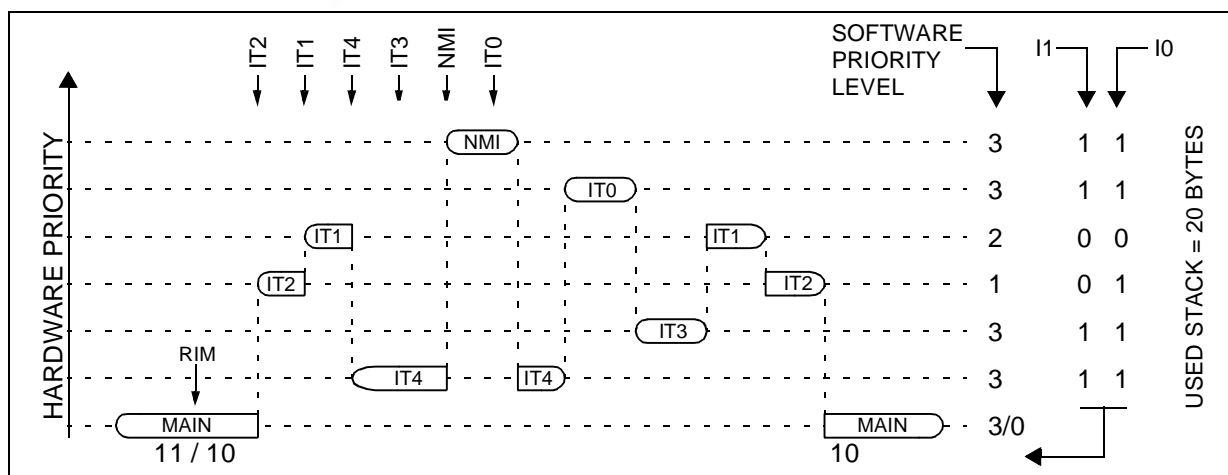 IT2
IT1
IT4
IT3
NMI
IT0
SOFTWARE
PRIORITY
LEVEL
I1
I0
HARDWARE PRIORITY
USED STACK = 20 BYTES
NMI
3
1 1
IT0
3
1 1
IT1
IT1
2
0 0
IT2
IT2
1
0 1
IT3
3
1 1
RIM
IT4
IT4
3
1 1
MAIN
MAIN
3/0
11 / 10
10